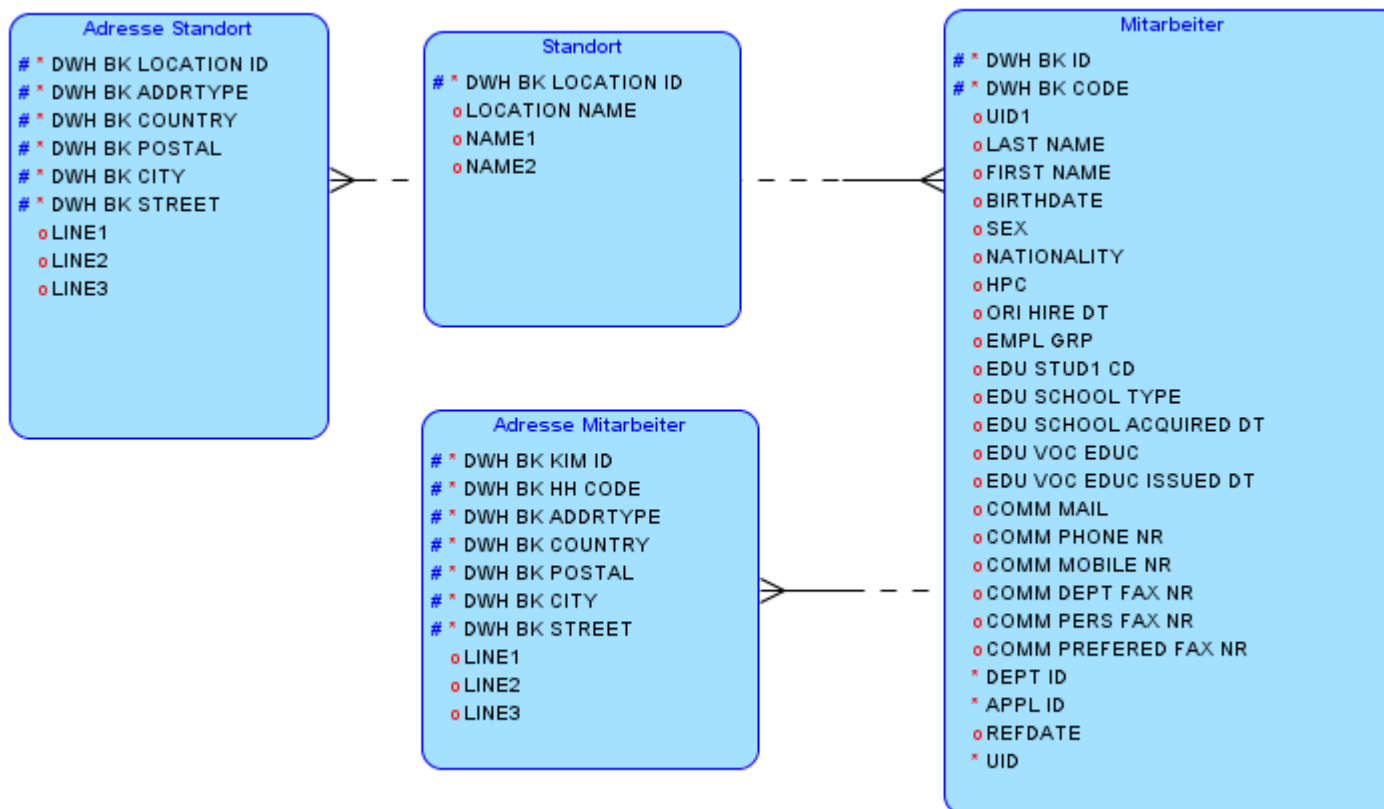 Adresse Standort
# * DWH BK LOCATION ID
# * DWH BK ADDRTYPE
# * DWH BK COUNTRY
# * DWH BK POSTAL
# * DWH BK CITY
# * DWH BK STREET
o LINE1
o LINE2
o LINE3
Standort
# * DWH BK LOCATION ID
o LOCATION NAME
o NAME1
o NAME2
Adresse Mitarbeiter
# * DWH BK KIM ID
# * DWH BK HH CODE
# * DWH BK ADDRTYPE
# * DWH BK COUNTRY
# * DWH BK POSTAL
# * DWH BK CITY
# * DWH BK STREET
o LINE1
o LINE2
o LINE3
Mitarbeiter
# * DWH BK ID
# * DWH BK CODE
o UID1
o LAST NAME
o FIRST NAME
o BIRTHDATE
o SEX
o NATIONALITY
o HPC
o ORI HIRE DT
o EMPL GRP
o EDU STUD1 CD
o EDU SCHOOL TYPE
o EDU SCHOOL ACQUIRED DT
o EDU VOC EDUC
o EDU VOC EDUC ISSUED DT
o COMM MAIL
o COMM PHONE NR
o COMM MOBILE NR
o COMM DEPT FAX NR
o COMM PERS FAX NR
o COMM PREFERED FAX NR
* DEPT ID
* APPL ID
o REFDATE
* UID